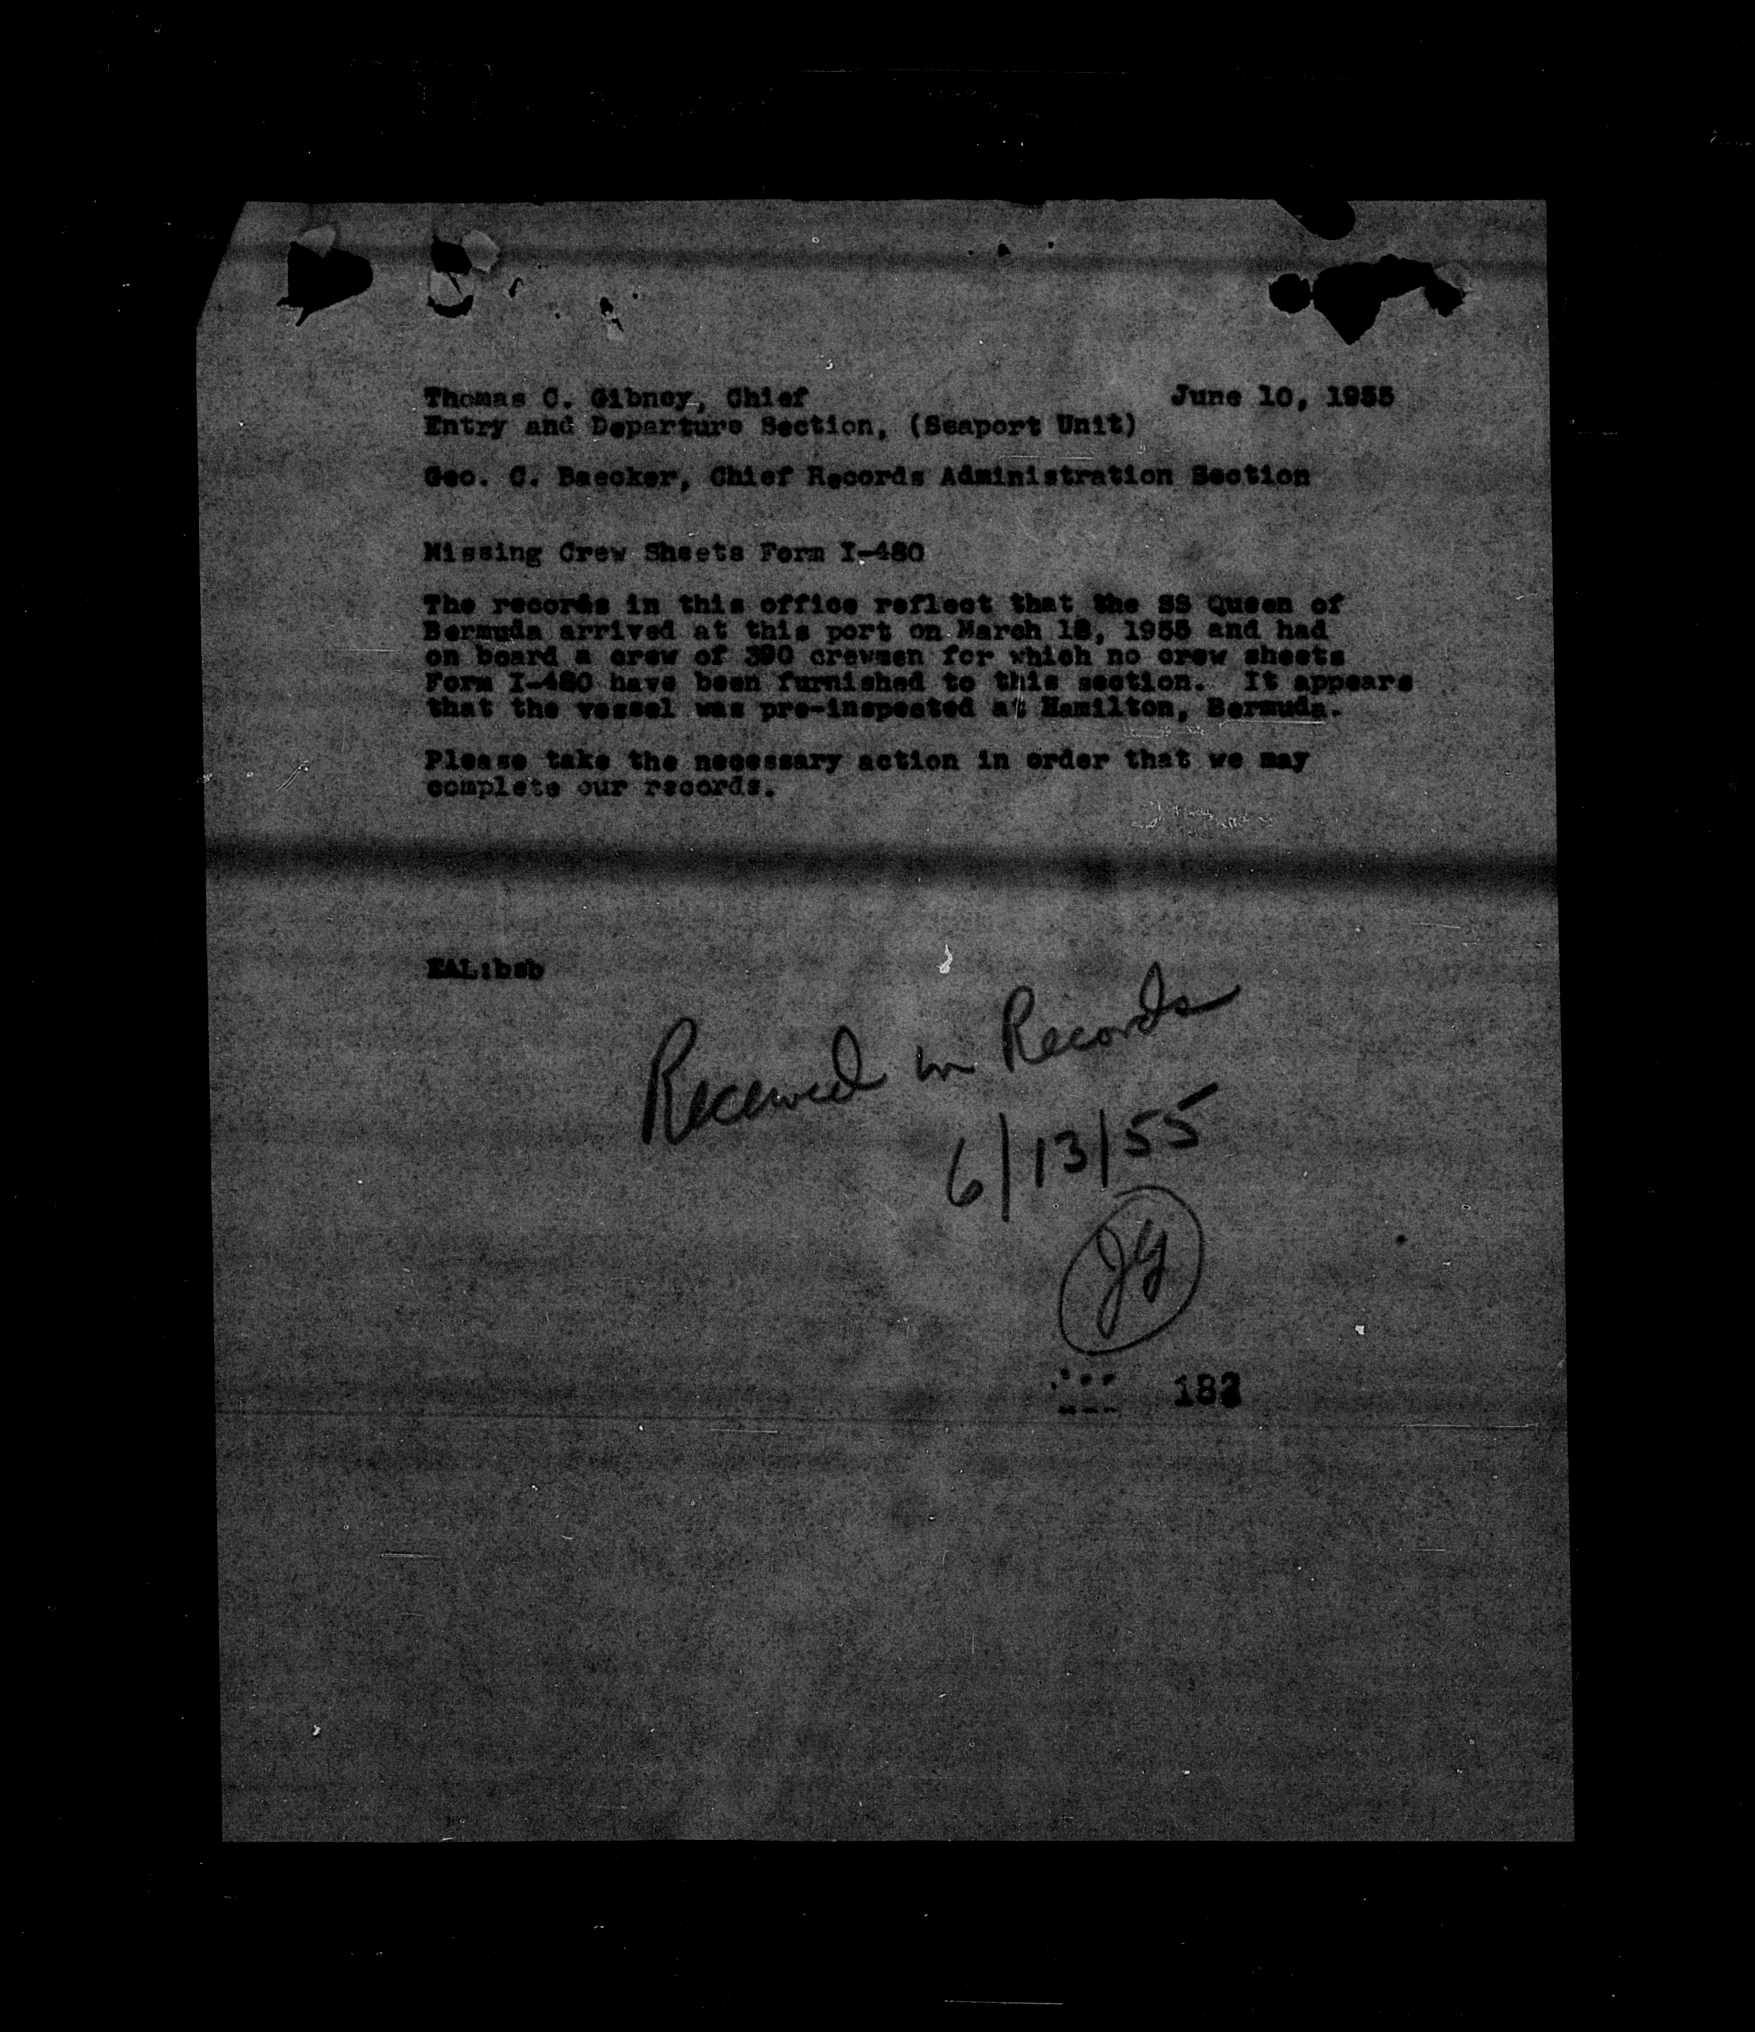 Thomas C. Gibney, Chief June 10, 1955
Entry and Departure Section, (Seaport Unit)
Geo. C. Baecker, Chief Records Administration Section
Missing Crew Sheets Form I-480
The records in this office reflect that the SS Queen of
Bermuda arrived at this port on March 18, 1955 and had
on board a crew of 390 crewmen for which no crew sheets
Form I-480 have been furnished to this section. It appears
that the vessel was pre-inspected at Hamilton, Bermuda.
Please take the necessary action in order that we may
complete our records.
EAL:bsb
Received in Records
6/13/55
JG
182